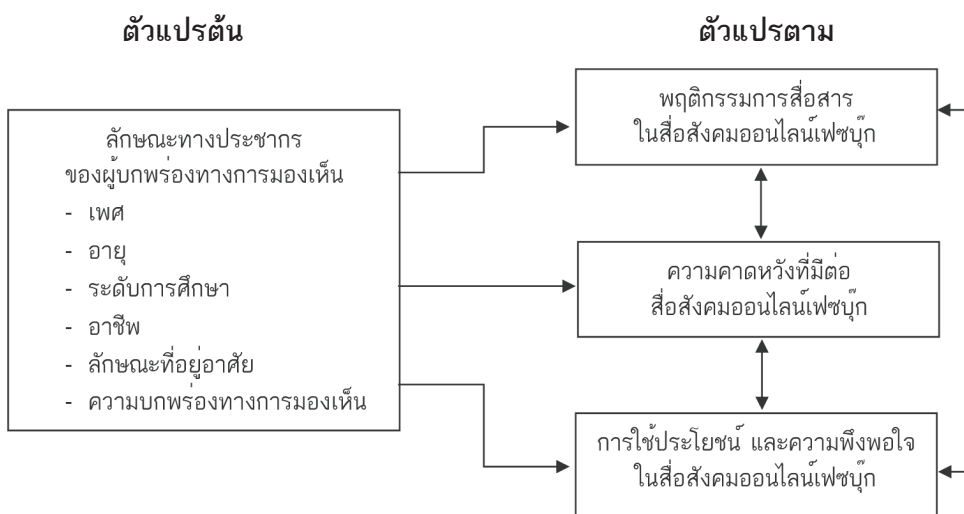 ตัวแปรต้น
ตัวแปรตาม
ลักษณะทางประชากร
ของผู้บกพร่องทางการมองเห็น
- เพศ
- อายุ
- ระดับการศึกษา
- อาชีพ
- ลักษณะที่อยู่อาศัย
- ความบกพร่องทางการมองเห็น
พฤติกรรมการสื่อสาร
ในสื่อสังคมออนไลน์เฟซบุ๊ก
ความคาดหวังที่มีต่อ
สื่อสังคมออนไลน์เฟซบุ๊ก
การใช้ประโยชน์ และความพึงพอใจ
ในสื่อสังคมออนไลน์เฟซบุ๊ก